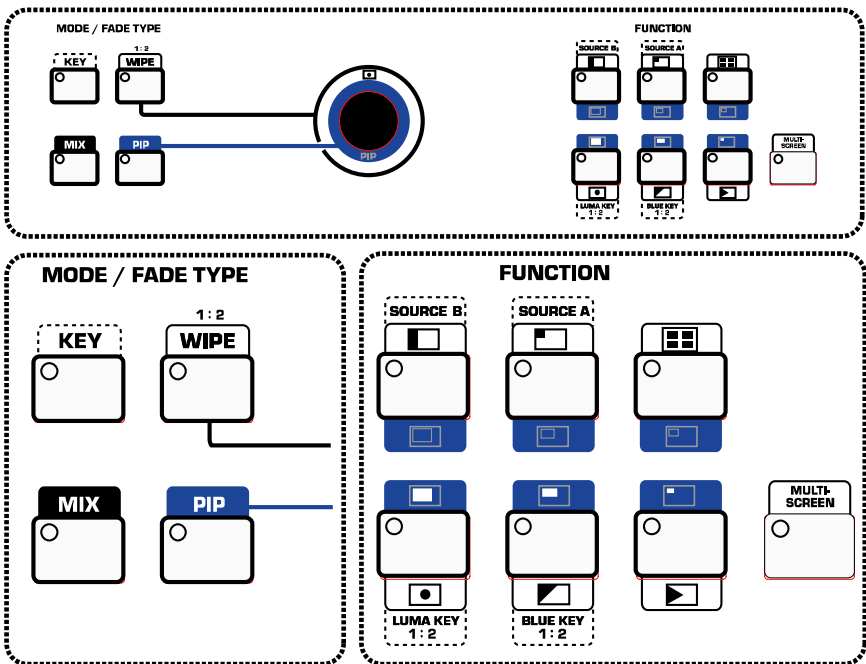 MODE / FADE TYPE
FUNCTION
1:2
SOURCE B
SOURCE A
KEY
WIPE
MIX
PIP
PIP
MULTI-
SCREEN
LUMA KEY
1:2
BLUE KEY
1:2
MODE / FADE TYPE
1:2
KEY
WIPE
MIX
PIP
FUNCTION
SOURCE B
SOURCE A
MULTI-
SCREEN
LUMA KEY
1:2
BLUE KEY
1:2